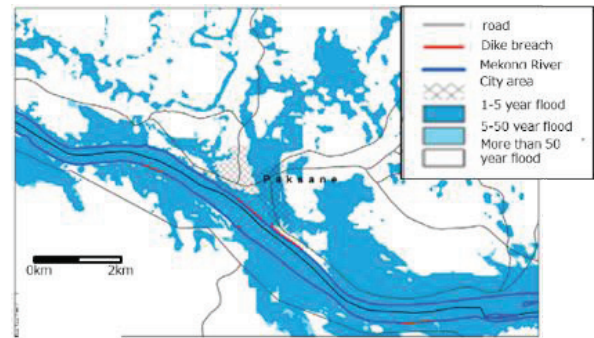 road
Dike breach
Mekong River
City area
1-5 year flood
5-50 year flood
More than 50
year flood
Pakaane
0km 2km